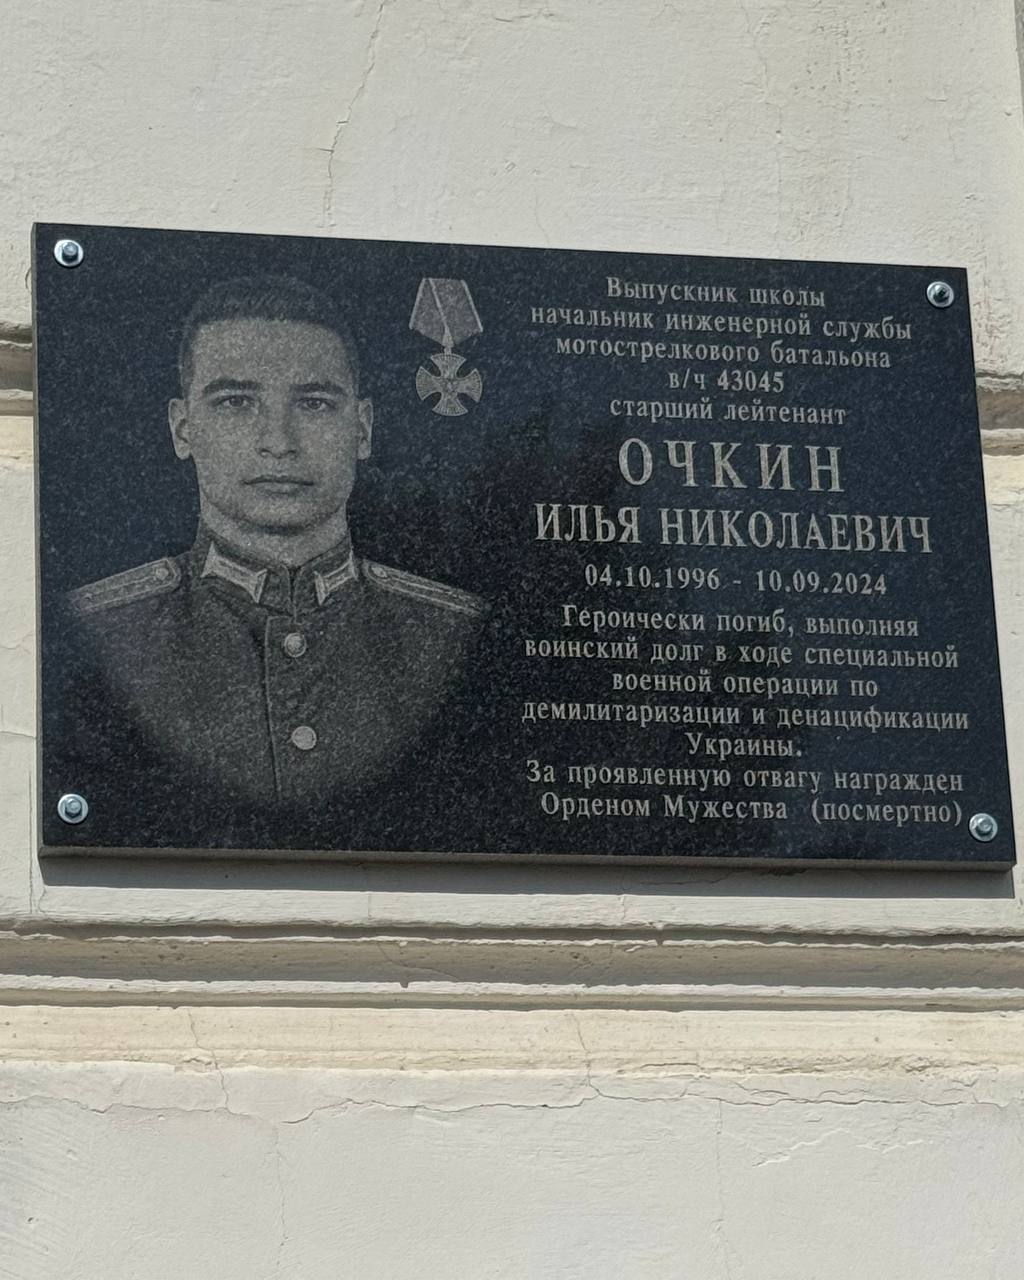 Выпускник школы
начальник инженерной службы
мотострелкового батальона
в/ч 43045
старший лейтенант
ОЧКИН
ИЛЬЯ НИКОЛАЕВИЧ
04.10.1996 - 10.09.2024
Героически погиб, выполняя
воинский долг в ходе специальной
военной операции по
демилитаризации и денацификации
Украины.
За проявленную отвагу награжден
Орденом Мужества (посмертно)